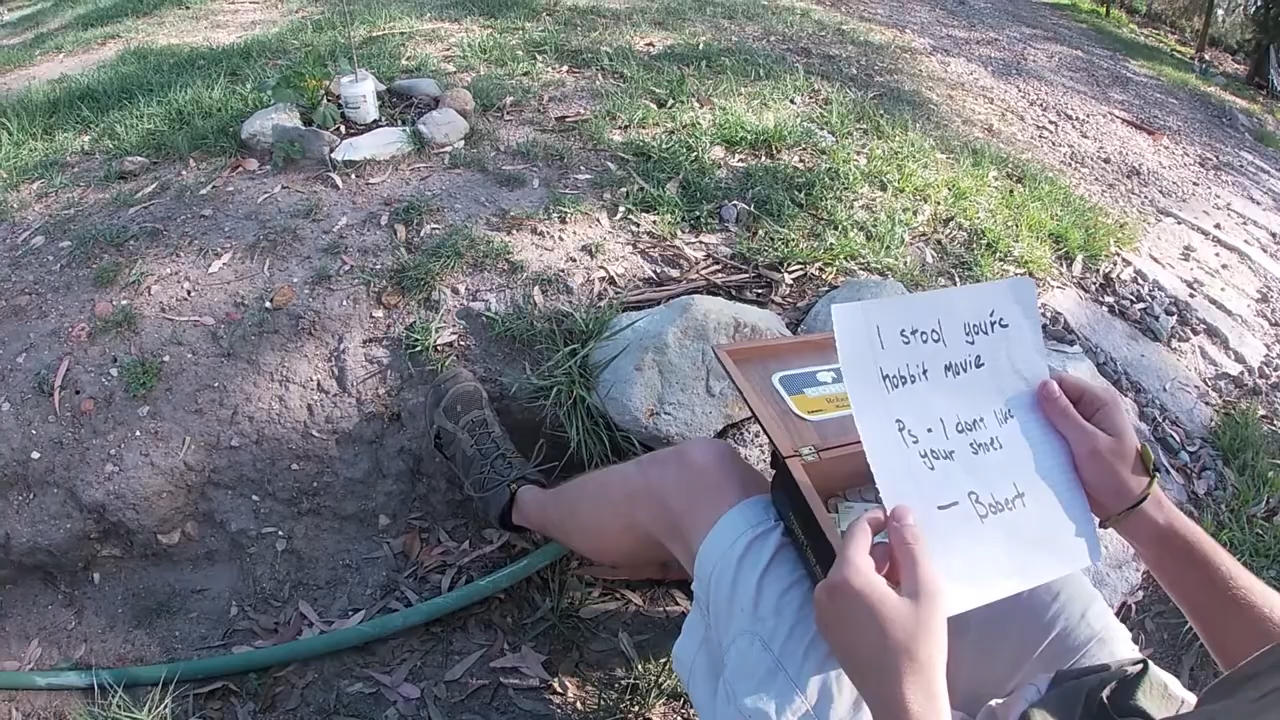 I stool you're
hobbit movie
Ps - I dont like
your shoes
— Bobert